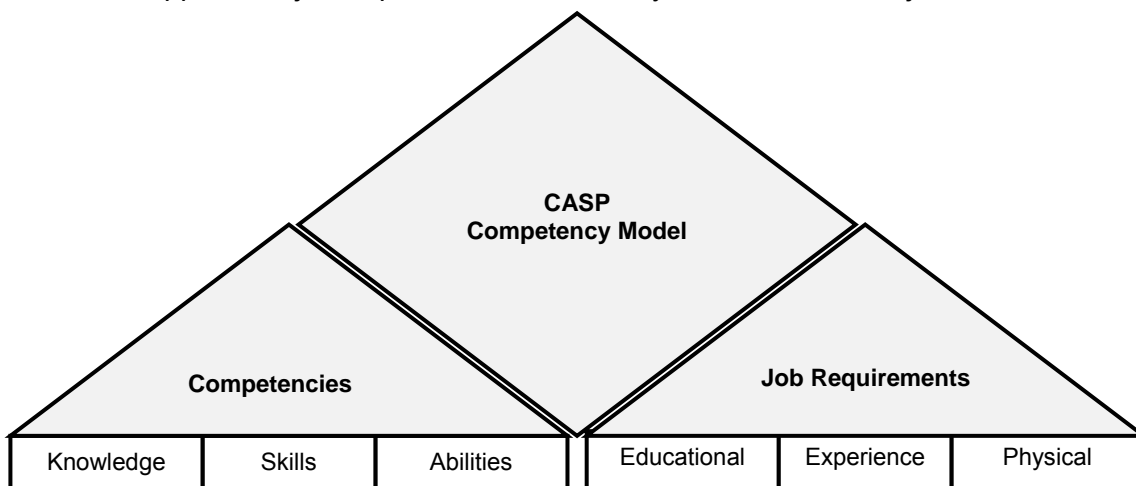 CASP
Competency Model
Competencies
Job Requirements
Knowledge
Skills
Abilities
Educational
Experience
Physical